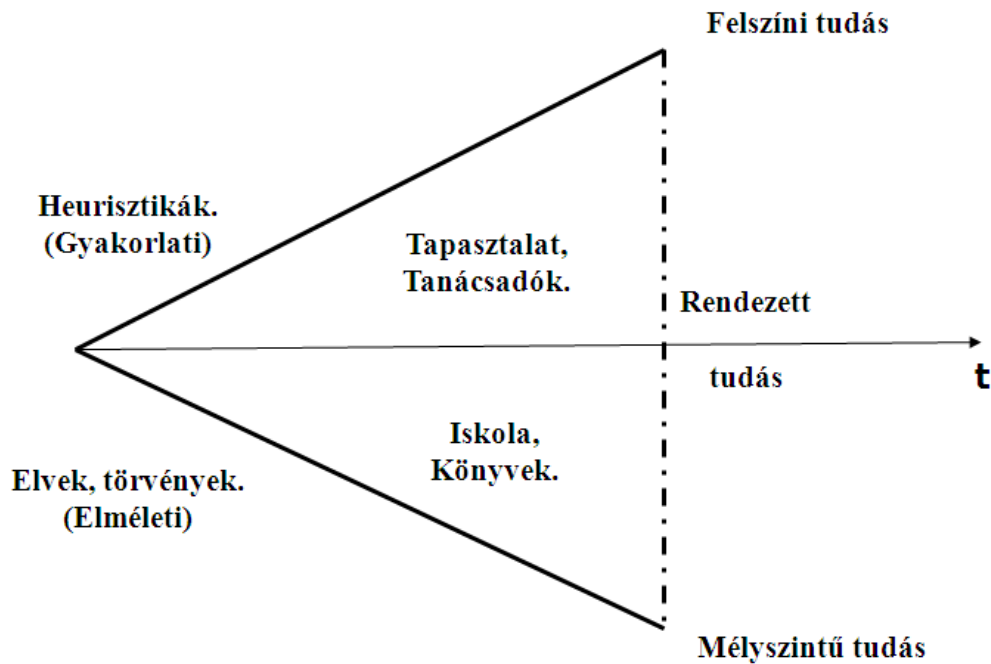 Felszíni tudás
Heurisztikák.
(Gyakorlati)
Tapasztalat,
Tanácsadók.
Rendezett
t
tudás
Iskola,
Könyvek.
Elvek, törvények.
(Elméleti)
Mélyszintű tudás